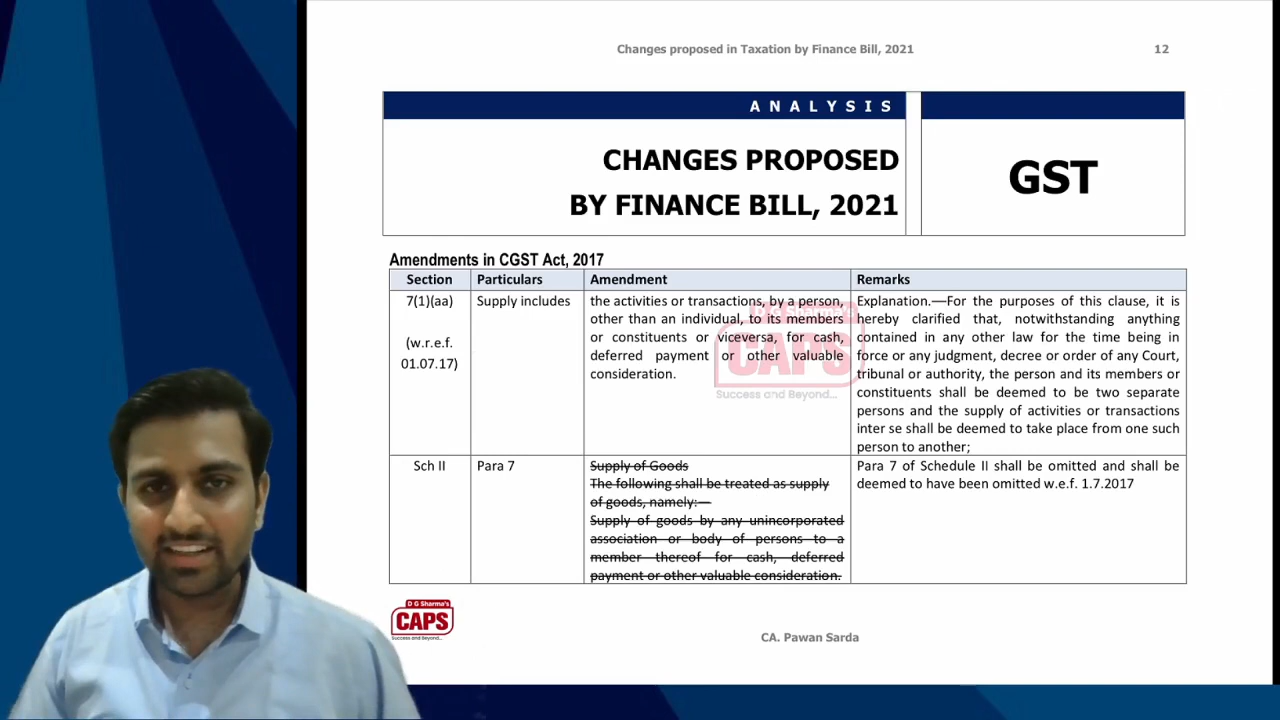 Changes proposed in Taxation by Finance Bill, 2021
12
ANALYSIS
CHANGES PROPOSED
BY FINANCE BILL, 2021
GST
Amendments in CGST Act, 2017
Section Particulars Amendment Remarks
7(1)(aa)
(w.r.e.f.
01.07.17)
Supply includes
the activities or transactions, by a person,
other than an individual, to its members
or constituents or viceversa, for cash,
deferred payment or other valuable
consideration.
Explanation.—For the purposes of this clause, it is
hereby clarified that, notwithstanding anything
contained in any other law for the time being in
force or any judgment, decree or order of any Court,
tribunal or authority, the person and its members or
constituents shall be deemed to be two separate
persons and the supply of activities or transactions
inter se shall be deemed to take place from one such
person to another;
D G Sharma's
CAPS
Success and Beyond...
Sch II
Para 7
Supply of Goods
The following shall be treated as supply
of goods, namely:—
Supply of goods by any unincorporated
association or body of persons to a
member thereof for cash, deferred
payment or other valuable consideration.
Para 7 of Schedule II shall be omitted and shall be
deemed to have been omitted w.e.f. 1.7.2017
D G Sharma's
CAPS
Success and Beyond...
CA. Pawan Sarda